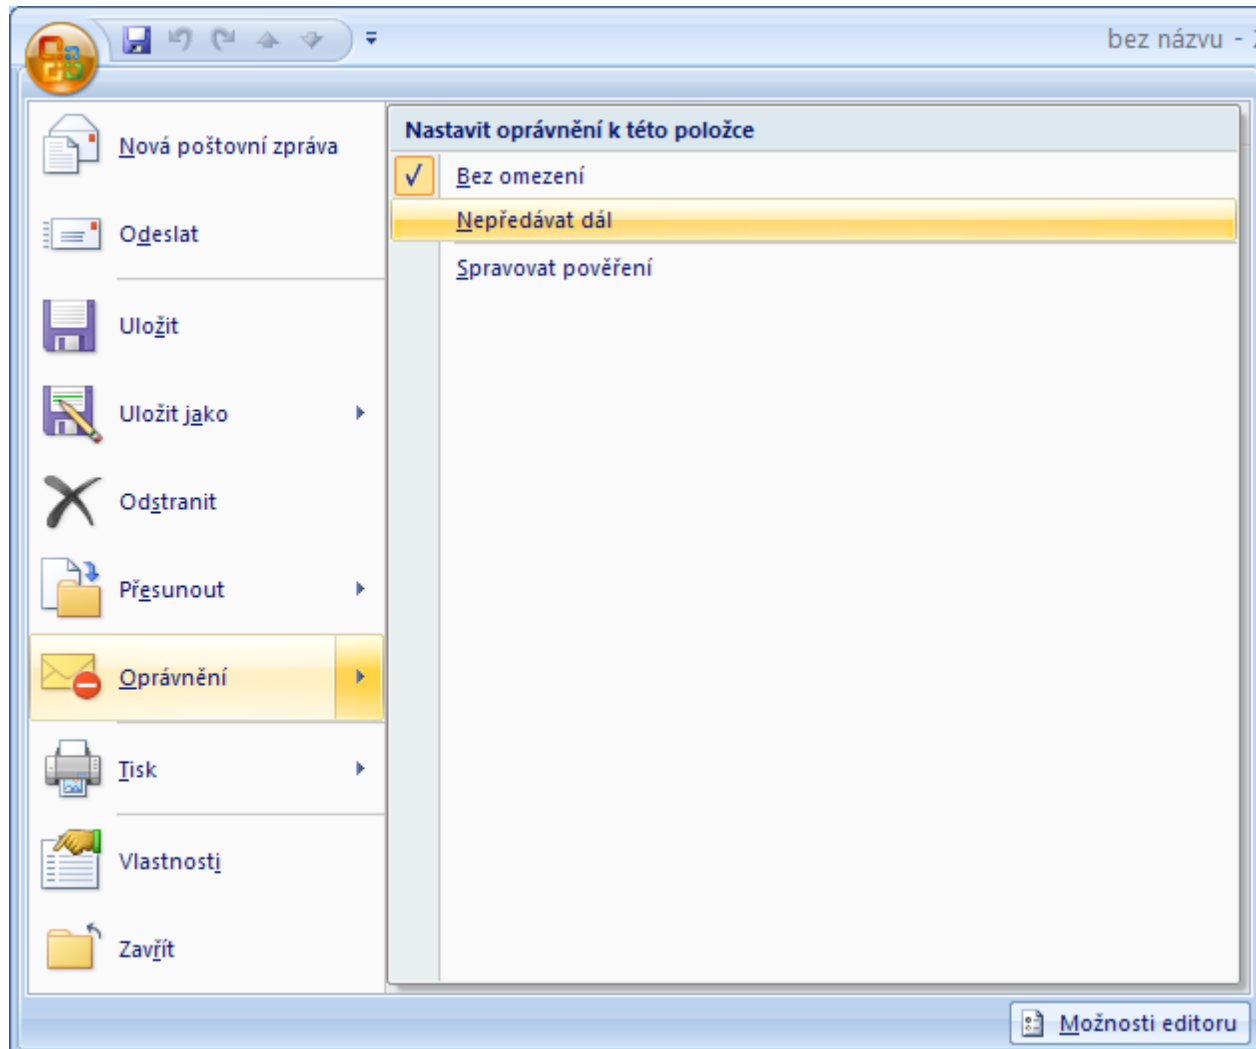 bez názvu -
Nová poštovní zpráva
Odeslat
Uložit
Uložit jako
Odstranit
Přesunout
Oprávnění
Tisk
Vlastnosti
Zavřít
Nastavit oprávnění k této položce
Bez omezení
Nepředávat dál
Spravovat pověření
Možnosti editoru